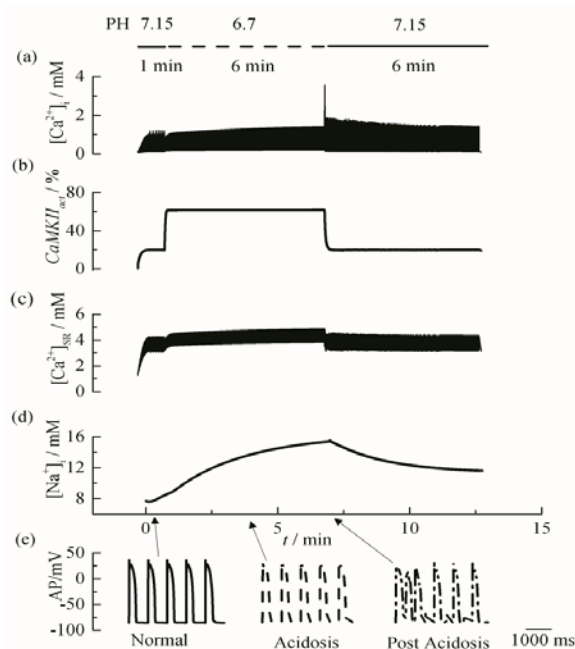 PH 7.15 6.7 7.15
1 min 6 min 6 min
(a)
[Ca²⁺]ᵢ / mM
4
2
0
(b)
CaMKII_act / %
80
40
0
(c)
[Ca²⁺]_SR / mM
6
4
2
0
(d)
[Na⁺]ᵢ / mM
16
12
8
0 5 10 15
t / min
(e)
AP/mV
50
0
-50
-100
Normal Acidosis Post Acidosis 1000 ms